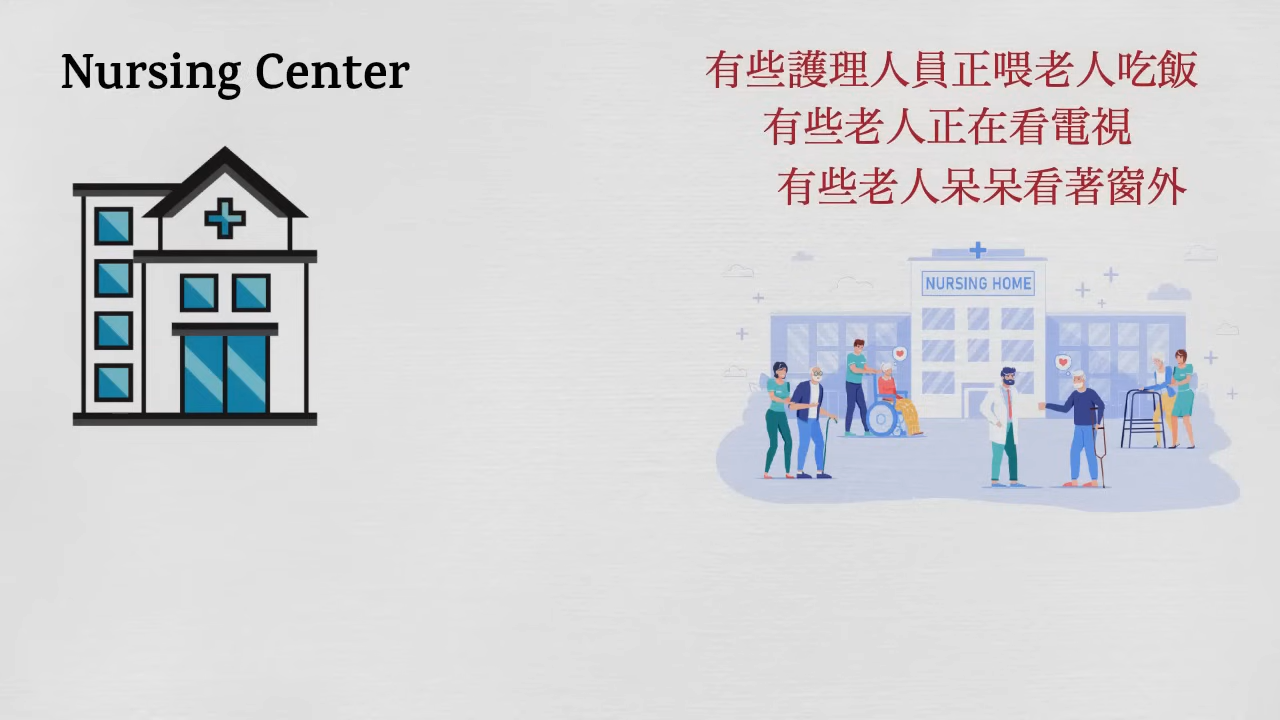 Nursing Center
有些護理人員正喂老人吃飯
有些老人正在看電視
有些老人呆呆看著窗外
NURSING HOME